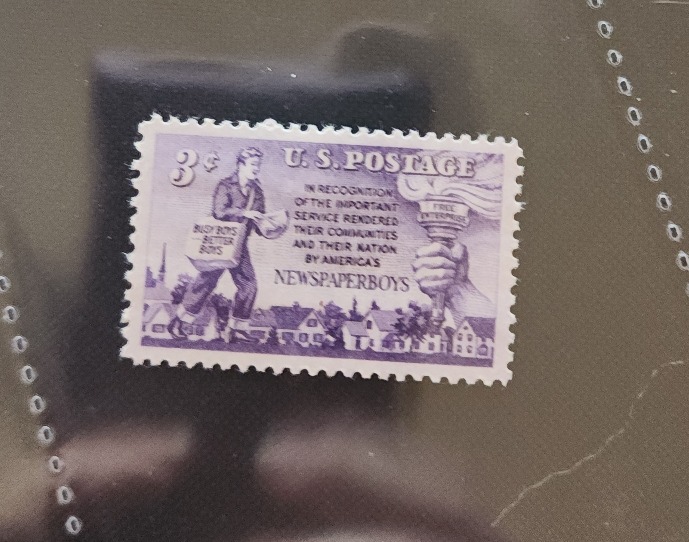 3¢
U.S. POSTAGE
BUSY BOYS
BETTER
BOYS
IN RECOGNITION
OF THE IMPORTANT
SERVICE RENDERED
THEIR COMMUNITIES
AND THEIR NATION
BY AMERICA'S
NEWSPAPERBOYS
FREE
ENTERPRISE